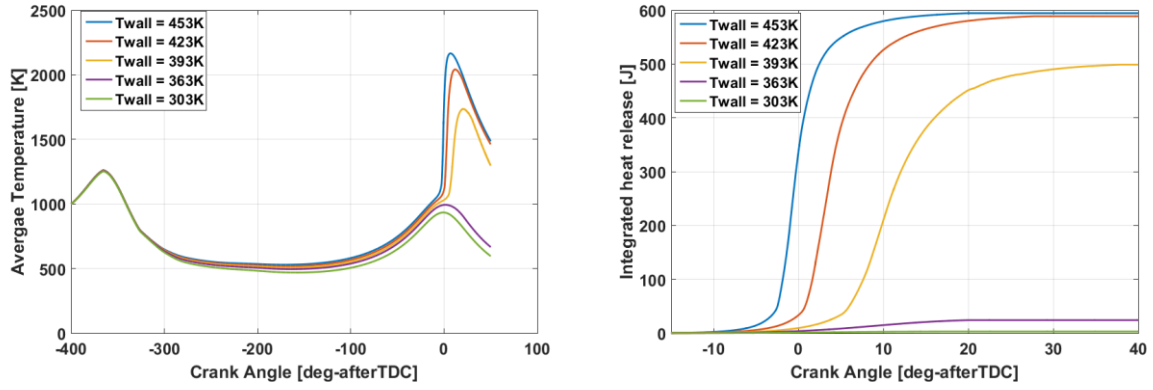 2500
2000
1500
1000
500
0
-400
-300
-200
-100
0
100
Avergae Temperature [K]
Crank Angle [deg-afterTDC]
Twall = 453K
Twall = 423K
Twall = 393K
Twall = 363K
Twall = 303K
600
500
400
300
200
100
0
-10
0
10
20
30
40
Integrated heat release [J]
Crank Angle [deg-afterTDC]
Twall = 453K
Twall = 423K
Twall = 393K
Twall = 363K
Twall = 303K